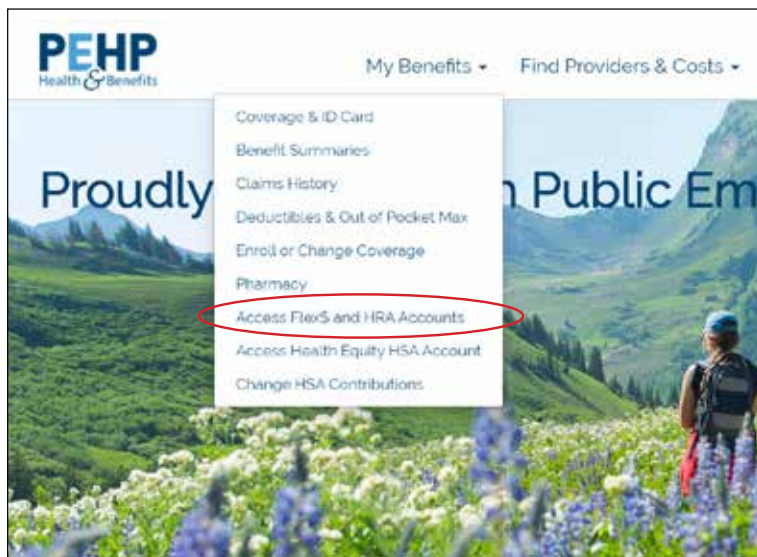 PEHP
Health & Benefits
My Benefits
Find Providers & Costs
Coverage & ID Card
Benefit Summaries
Claims History
Deductibles & Out of Pocket Max
Enroll or Change Coverage
Pharmacy
Access Flex$ and HRA Accounts
Access Health Equity HSA Account
Change HSA Contributions
Proudly n Public Em